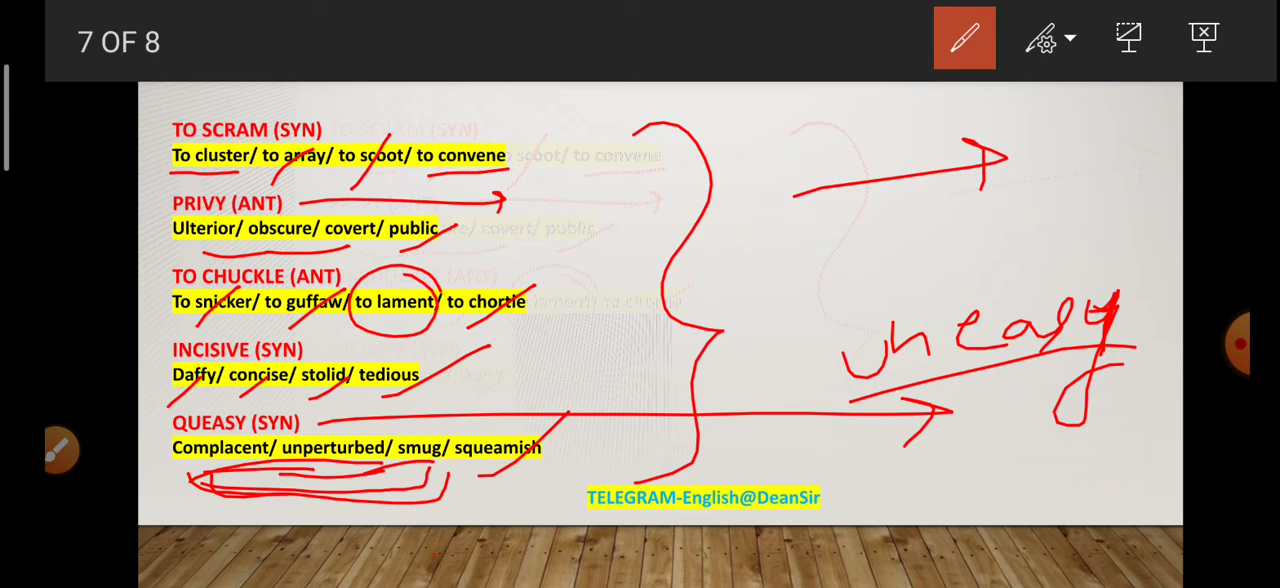 7 OF 8
TO SCRAM (SYN)
To cluster/ to array/ to scoot/ to convene
PRIVY (ANT)
Ulterior/ obscure/ covert/ public
TO CHUCKLE (ANT)
To snicker/ to guffaw/ to lament/ to chortle
uneasy
INCISIVE (SYN)
Daffy/ concise/ stolid/ tedious
QUEASY (SYN)
Complacent/ unperturbed/ smug/ squeamish
TELEGRAM-English@DeanSir